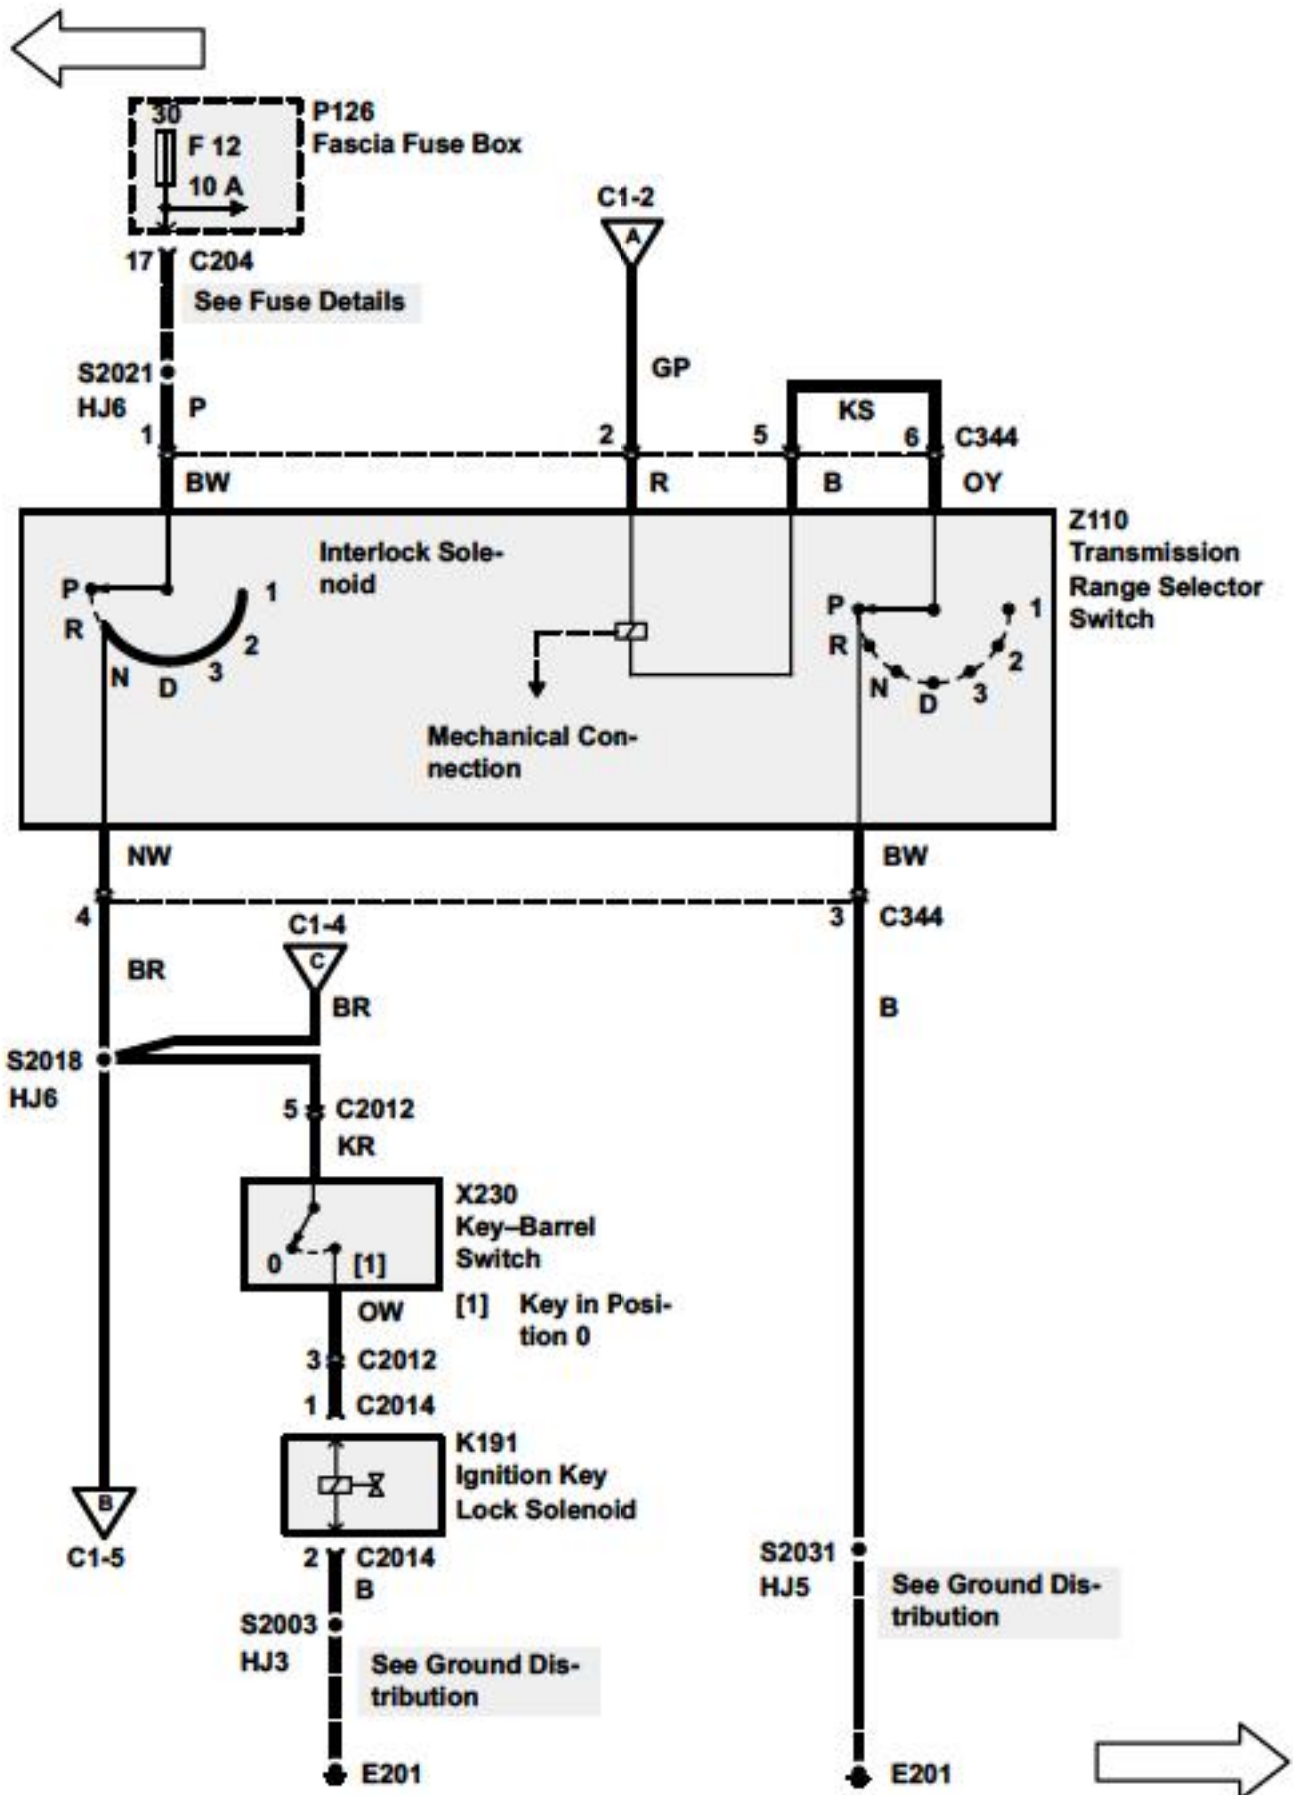 30
P126
F 12
Fascia Fuse Box
10 A
C1-2
A
17 C204
See Fuse Details
GP
S2021
HJ6 P
KS
1 2 5 6 C344
BW R B OY
Z110
Transmission
Range Selector
Switch
Interlock Sole-
noid
P 1
R 2
N D 3
P 1
R 2
N D 3
Mechanical Con-
nection
NW BW
4 3 C344
C1-4
C
BR
BR B
S2018
HJ6
5 C2012
KR
X230
Key–Barrel
Switch
0 [1]
[1] Key in Posi-
tion 0
OW
3 C2012
1 C2014
K191
Ignition Key
Lock Solenoid
B
C1-5
2 C2014
B
S2003
HJ3
See Ground Dis-
tribution
S2031
HJ5
See Ground Dis-
tribution
E201 E201